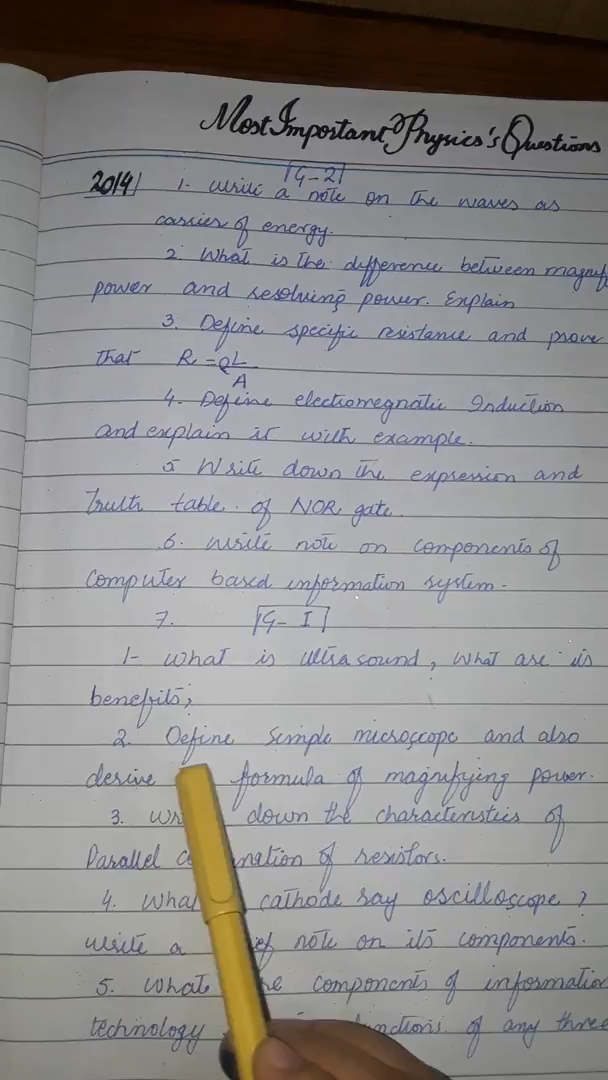 Most Important Physics's Questions
G-2
2014 1. Write a note on the waves as
carrier of energy.
2. What is the difference between magnif
power and resolving power. Explain
3. Define specific resistance and prove
that R = ρL/A
4. Define electromegnatic Induction
and explain it with example.
5 Write down the expression and
Truth table. of NOR gate.
6. write note on components of
computer based information system.
7. G-I
1- What is ultrasound, what are its
benefits;
2. Define simple microscope and also
derive formula of magnifying power.
3. down the characteristics of
Parallel of resistors.
4. cathode ray oscilloscope ?
write a note on its components.
5. what components of information
technology functions of any three